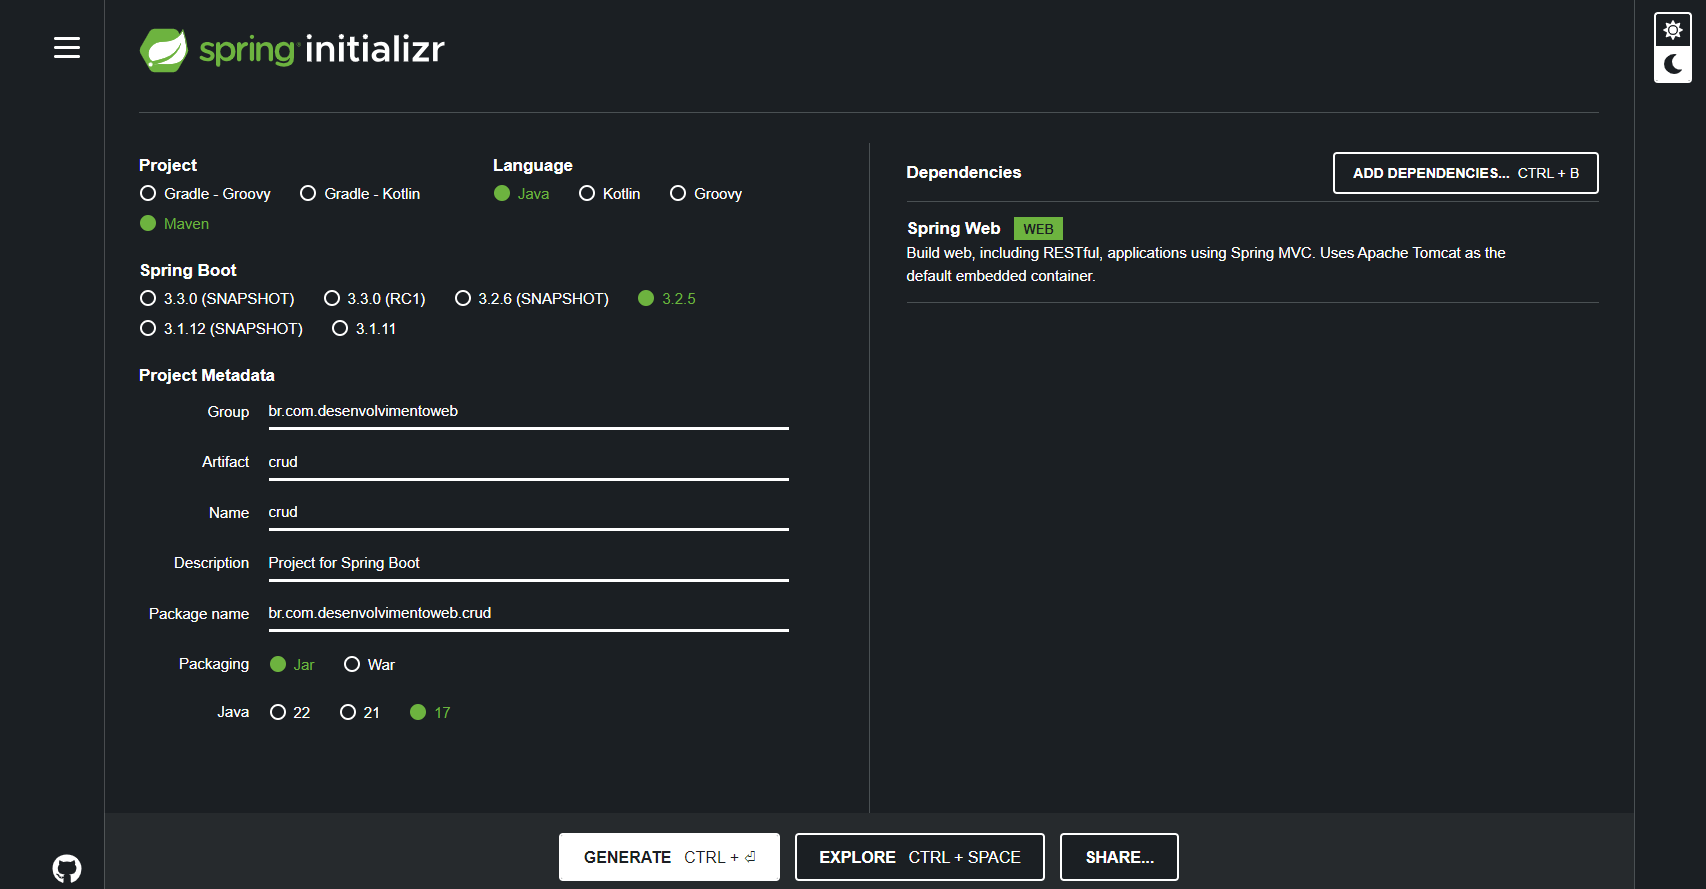 spring initializr
Project
Gradle - Groovy Gradle - Kotlin
Maven
Language
Java Kotlin Groovy
Spring Boot
3.3.0 (SNAPSHOT) 3.3.0 (RC1) 3.2.6 (SNAPSHOT) 3.2.5
3.1.12 (SNAPSHOT) 3.1.11
Project Metadata
Group br.com.desenvolvimentoweb
Artifact crud
Name crud
Description Project for Spring Boot
Package name br.com.desenvolvimentoweb.crud
Packaging Jar War
Java 22 21 17
Dependencies ADD DEPENDENCIES... CTRL + B
Spring Web WEB
Build web, including RESTful, applications using Spring MVC. Uses Apache Tomcat as the
default embedded container.
GENERATE CTRL + ⏎ EXPLORE CTRL + SPACE SHARE...